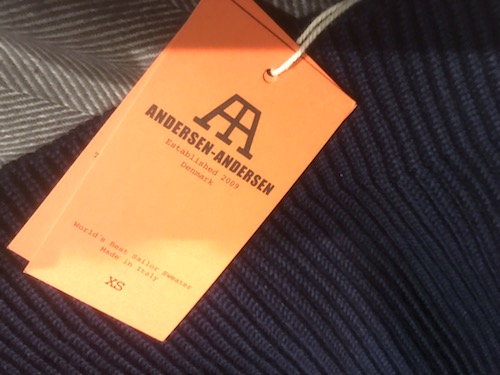 AA
ANDERSEN-ANDERSEN
Established 2009
Denmark
World's Best Sailor Sweater
Made in Italy
XS